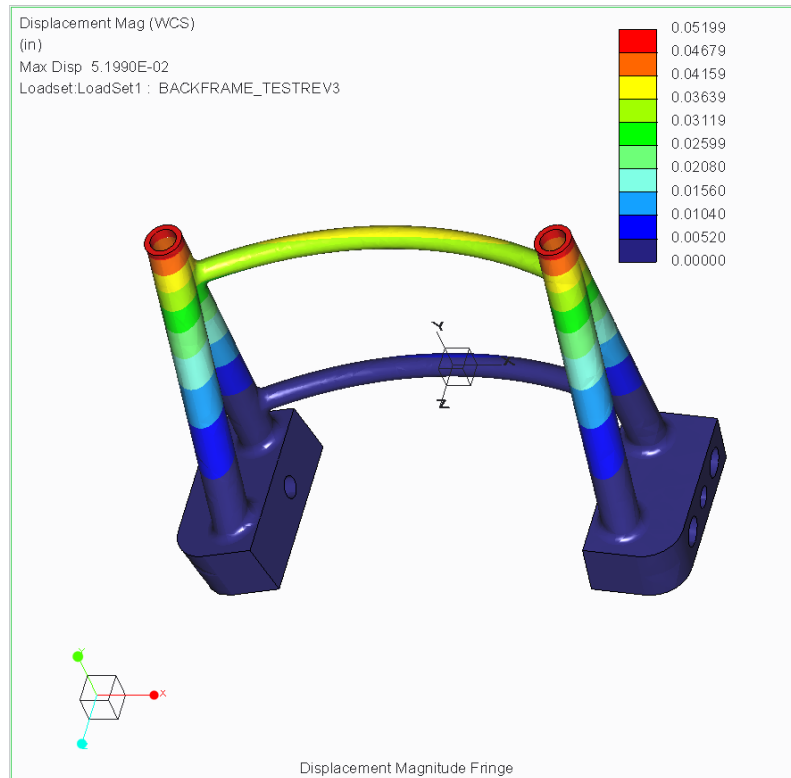 Displacement Mag (WCS)
(in)
Max Disp 5.1990E-02
Loadset:LoadSet1 : BACKFRAME_TESTREV3
0.05199
0.04679
0.04159
0.03639
0.03119
0.02599
0.02080
0.01560
0.01040
0.00520
0.00000
Y
X
Z
X
Displacement Magnitude Fringe